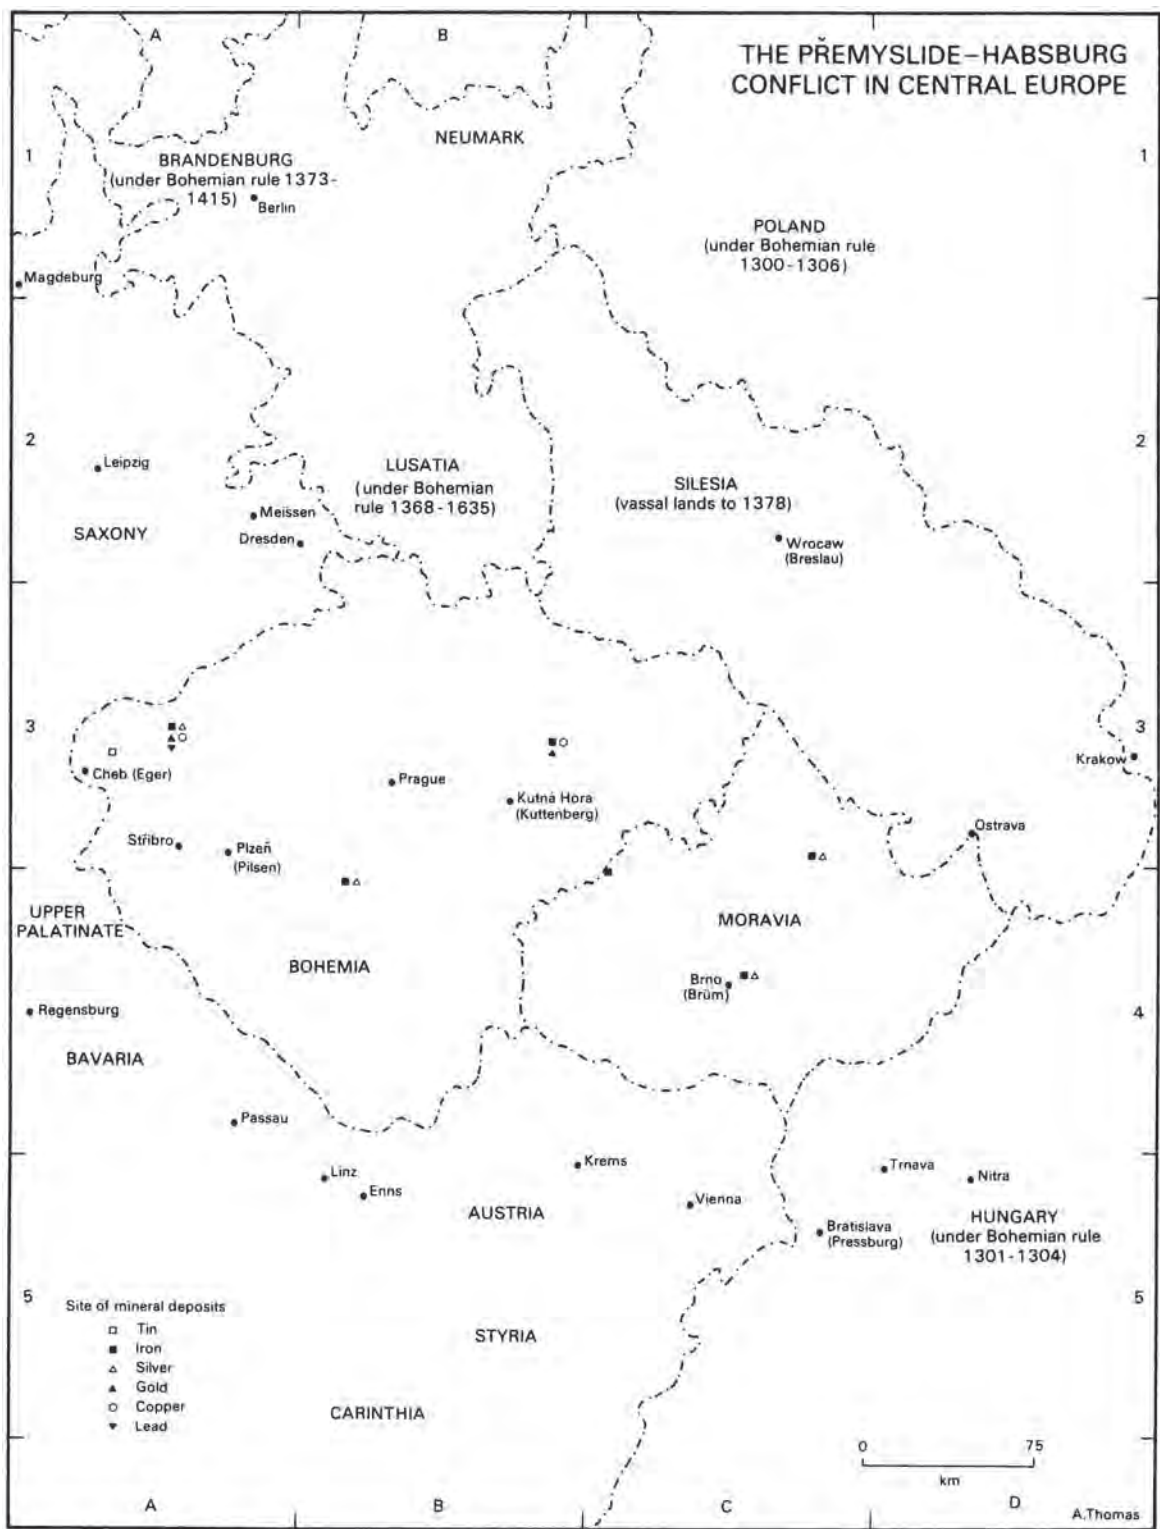 THE PŘEMYSLIDE–HABSBURG
CONFLICT IN CENTRAL EUROPE
A
B
1
1
NEUMARK
BRANDENBURG
(under Bohemian rule 1373-
1415)
Berlin
POLAND
(under Bohemian rule
1300-1306)
Magdeburg
2
2
Leipzig
LUSATIA
(under Bohemian
rule 1368-1635)
SILESIA
(vassal lands to 1378)
Meissen
SAXONY
Dresden
Wrocaw
(Breslau)
3
3
Cheb (Eger)
Prague
Krakow
Kutná Hora
(Kuttenberg)
Ostrava
Stříbro
Plzeň
(Pilsen)
UPPER
PALATINATE
MORAVIA
BOHEMIA
Brno
(Brüm)
Regensburg
4
BAVARIA
Passau
Krems
Trnava
Linz
Nitra
Enns
Vienna
AUSTRIA
HUNGARY
(under Bohemian rule
1301-1304)
Bratislava
(Pressburg)
5
5
Site of mineral deposits
Tin
Iron
Silver
Gold
Copper
Lead
STYRIA
CARINTHIA
0
75
km
A
B
C
D
A.Thomas